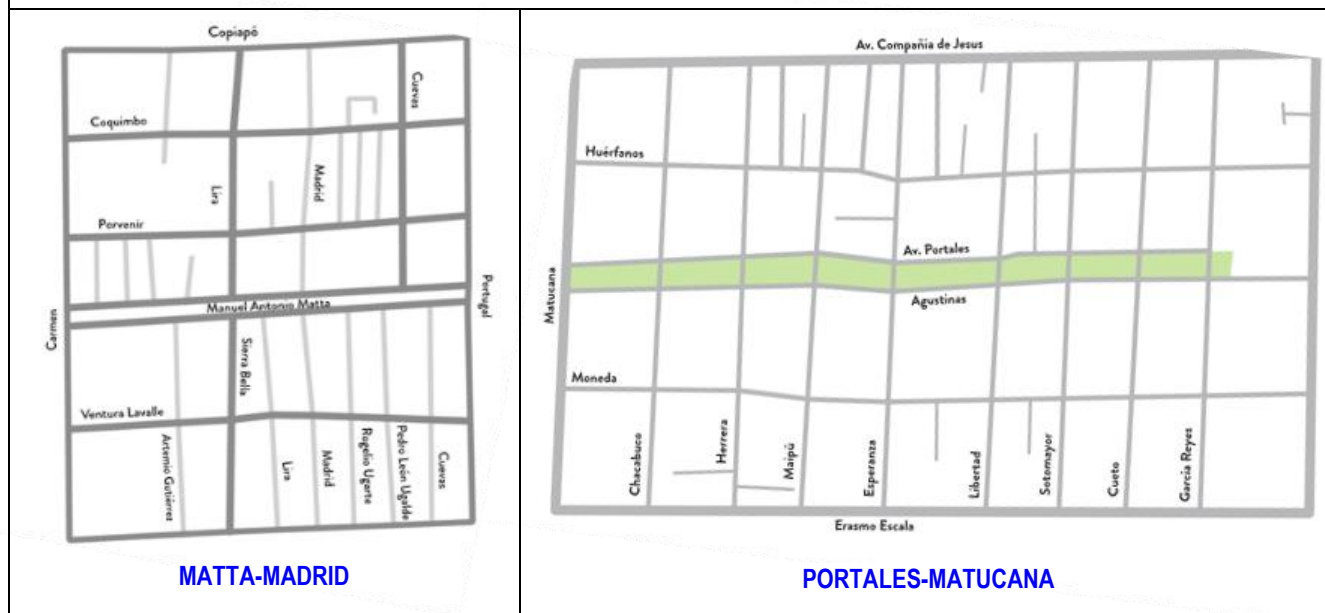 Copiapó
Cuevas
Coquimbo
Lira
Madrid
Porvenir
Portugal
Manuel Antonio Matta
Carmen
Sierra Bella
Ventura Lavalle
Artemio Gutiérrez
Lira
Madrid
Rogelio Ugarte
Pedro León Ugalde
Cuevas
MATTA-MADRID
Av. Compañia de Jesus
Huérfanos
Av. Portales
Matucana
Agustinas
Moneda
Chacabuco
Herrera
Maipú
Esperanza
Libertad
Sotomayor
Cueto
García Reyes
Erasmo Escala
PORTALES-MATUCANA